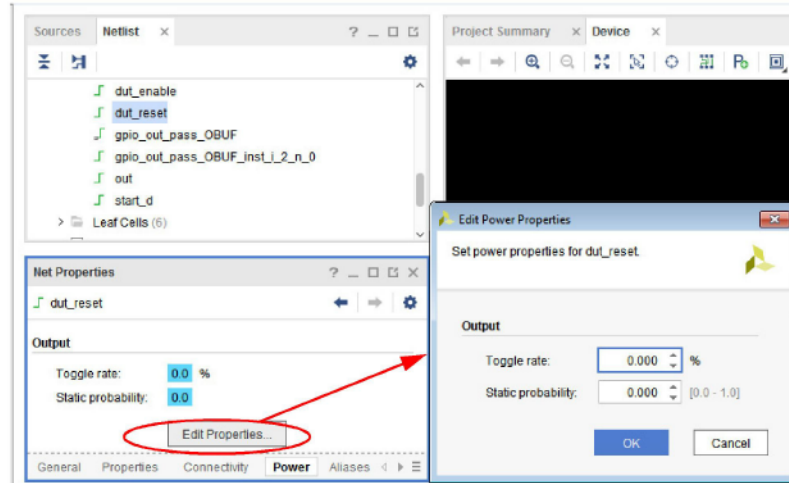 Sources Netlist
dut_enable
dut_reset
gpio_out_pass_OBUF
gpio_out_pass_OBUF_inst_i_2_n_0
out
start_d
Leaf Cells (6)
Project Summary Device
Net Properties
dut_reset
Output
Toggle rate: 0.0 %
Static probability: 0.0
Edit Properties...
General Properties Connectivity Power Aliases
Edit Power Properties
Set power properties for dut_reset.
Output
Toggle rate: 0.000 %
Static probability: 0.000 [0.0 - 1.0]
OK Cancel